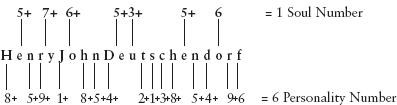 5+ 7+ 6+ 5+3+ 5+ 6 = 1 Soul Number
HenryJohnDeutschendorf
8+ 5+9+ 1+ 8+5+4+ 2+1+3+8+ 5+4+ 9+6 = 6 Personality Number